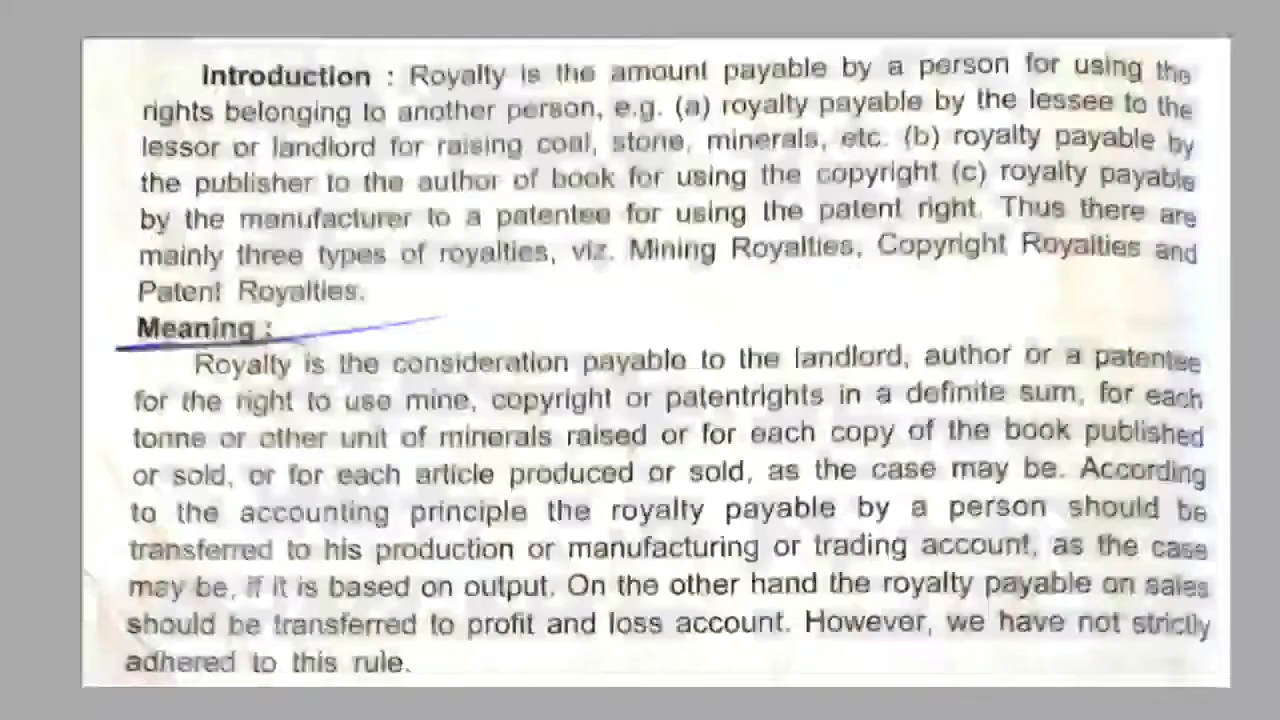 Introduction : Royalty is the amount payable by a person for using the
rights belonging to another person, e.g. (a) royalty payable by the lessee to the
lessor or landlord for raising coal, stone, minerals, etc. (b) royalty payable by
the publisher to the author of book for using the copyright (c) royalty payable
by the manufacturer to a patentee for using the patent right. Thus there are
mainly three types of royalties, viz. Mining Royalties, Copyright Royalties and
Patent Royalties.
Meaning :
Royalty is the consideration payable to the landlord, author or a patentee
for the right to use mine, copyright or patentrights in a definite sum, for each
tonne or other unit of minerals raised or for each copy of the book published
or sold, or for each article produced or sold, as the case may be. According
to the accounting principle the royalty payable by a person should be
transferred to his production or manufacturing or trading account, as the case
may be, if it is based on output. On the other hand the royalty payable on sales
should be transferred to profit and loss account. However, we have not strictly
adhered to this rule.